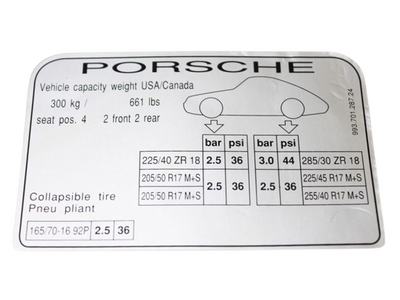 PORSCHE
Vehicle capacity weight USA/Canada
300 kg / 661 lbs
seat pos. 4 2 front 2 rear
993.701.287.24
bar psi bar psi
225/40 ZR 18 2.5 36 3.0 44 285/30 ZR 18
205/50 R17 M+S 2.5 36 2.5 36 225/45 R17 M+S
205/50 R17 M+S 255/40 R17 M+S
Collapsible tire
Pneu pliant
165/70-16 92P 2.5 36